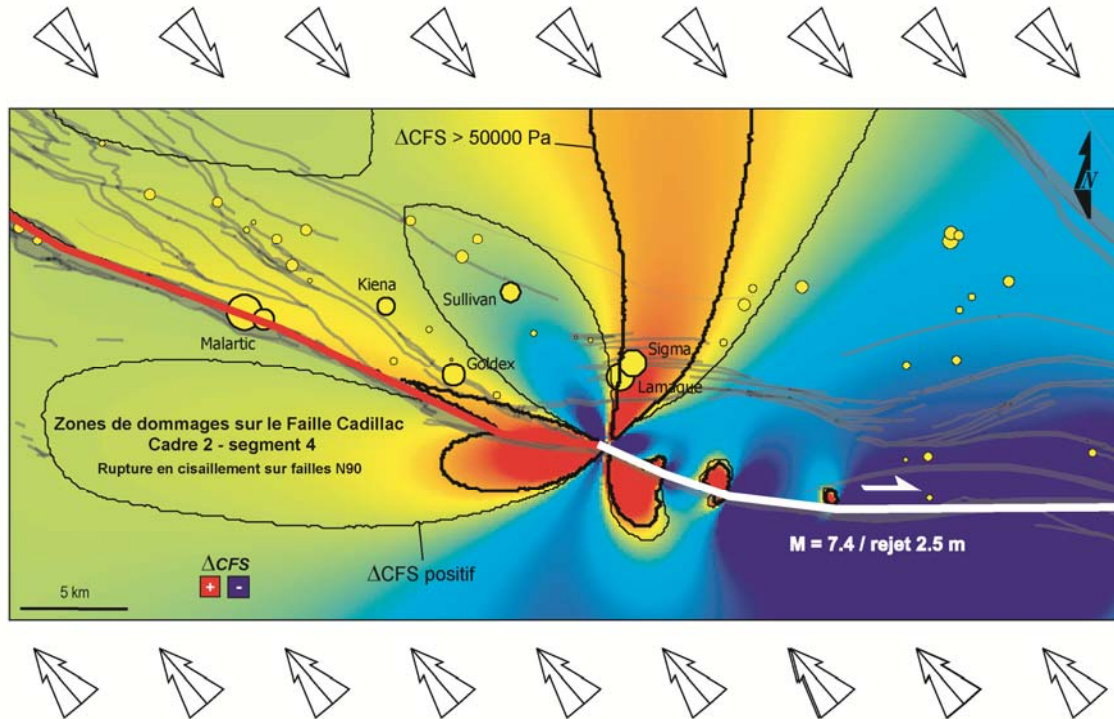 ΔCFS > 50000 Pa
N
Kiena
Sullivan
Malartic
Goldex
Sigma
Lamaque
Zones de dommages sur le Faille Cadillac
Cadre 2 - segment 4
Rupture en cisaillement sur failles N90
M = 7.4 / rejet 2.5 m
ΔCFS positif
ΔCFS
+ -
5 km